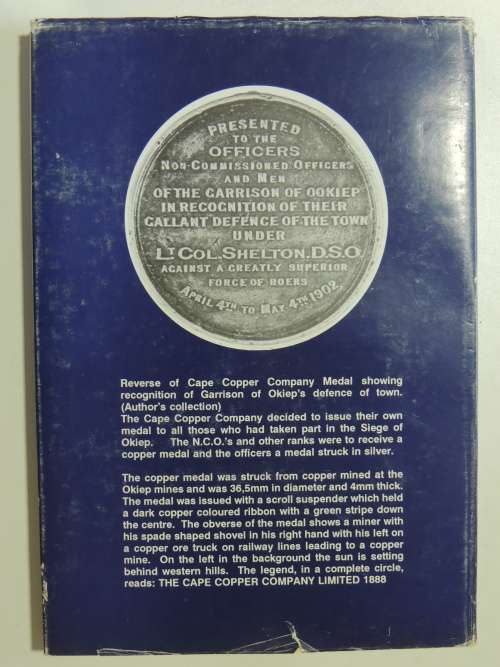 PRESENTED
TO THE
OFFICERS
NON-COMMISSIONED OFFICERS
AND MEN
OF THE GARRISON OF OOKIEP
IN RECOGNITION OF THEIR
GALLANT DEFENCE OF THE TOWN
UNDER
LT COL. SHELTON, D.S.O.
AGAINST A GREATLY SUPERIOR
FORCE OF BOERS
APRIL 4TH TO MAY 4TH 1902.
Reverse of Cape Copper Company Medal showing
recognition of Garrison of Okiep's defence of town.
(Author's collection)
The Cape Copper Company decided to issue their own
medal to all those who had taken part in the Siege of
Okiep. The N.C.O.'s and other ranks were to receive a
copper medal and the officers a medal struck in silver.
The copper medal was struck from copper mined at the
Okiep mines and was 36,5mm in diameter and 4mm thick.
The medal was issued with a scroll suspender which held
a dark copper coloured ribbon with a green stripe down
the centre. The obverse of the medal shows a miner with
his spade shaped shovel in his right hand with his left on
a copper ore truck on railway lines leading to a copper
mine. On the left in the background the sun is setting
behind western hills. The legend, in a complete circle,
reads: THE CAPE COPPER COMPANY LIMITED 1888